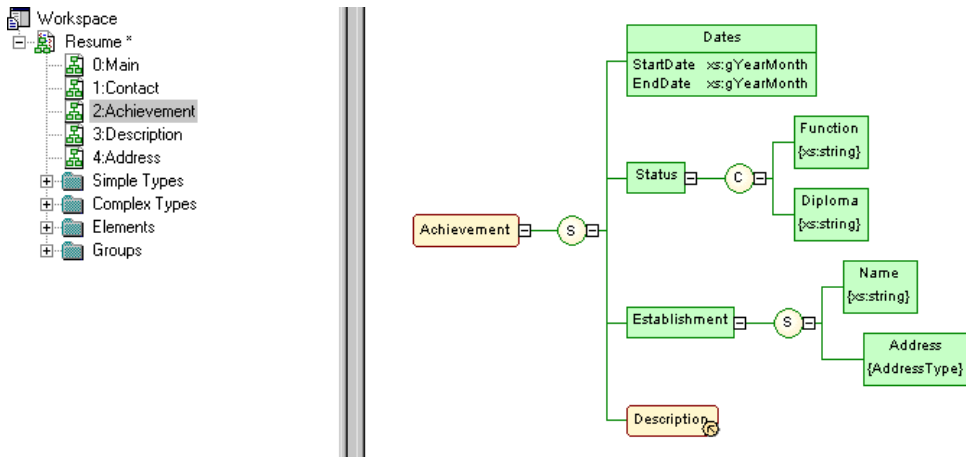 Workspace
Resume *
0:Main
1:Contact
2:Achievement
3:Description
4:Address
Simple Types
Complex Types
Elements
Groups
Dates
StartDate xs:gYearMonth
EndDate xs:gYearMonth
Function
{xs:string}
Status
C
Diploma
{xs:string}
Achievement
S
Name
{xs:string}
Establishment
S
Address
{AddressType}
Description